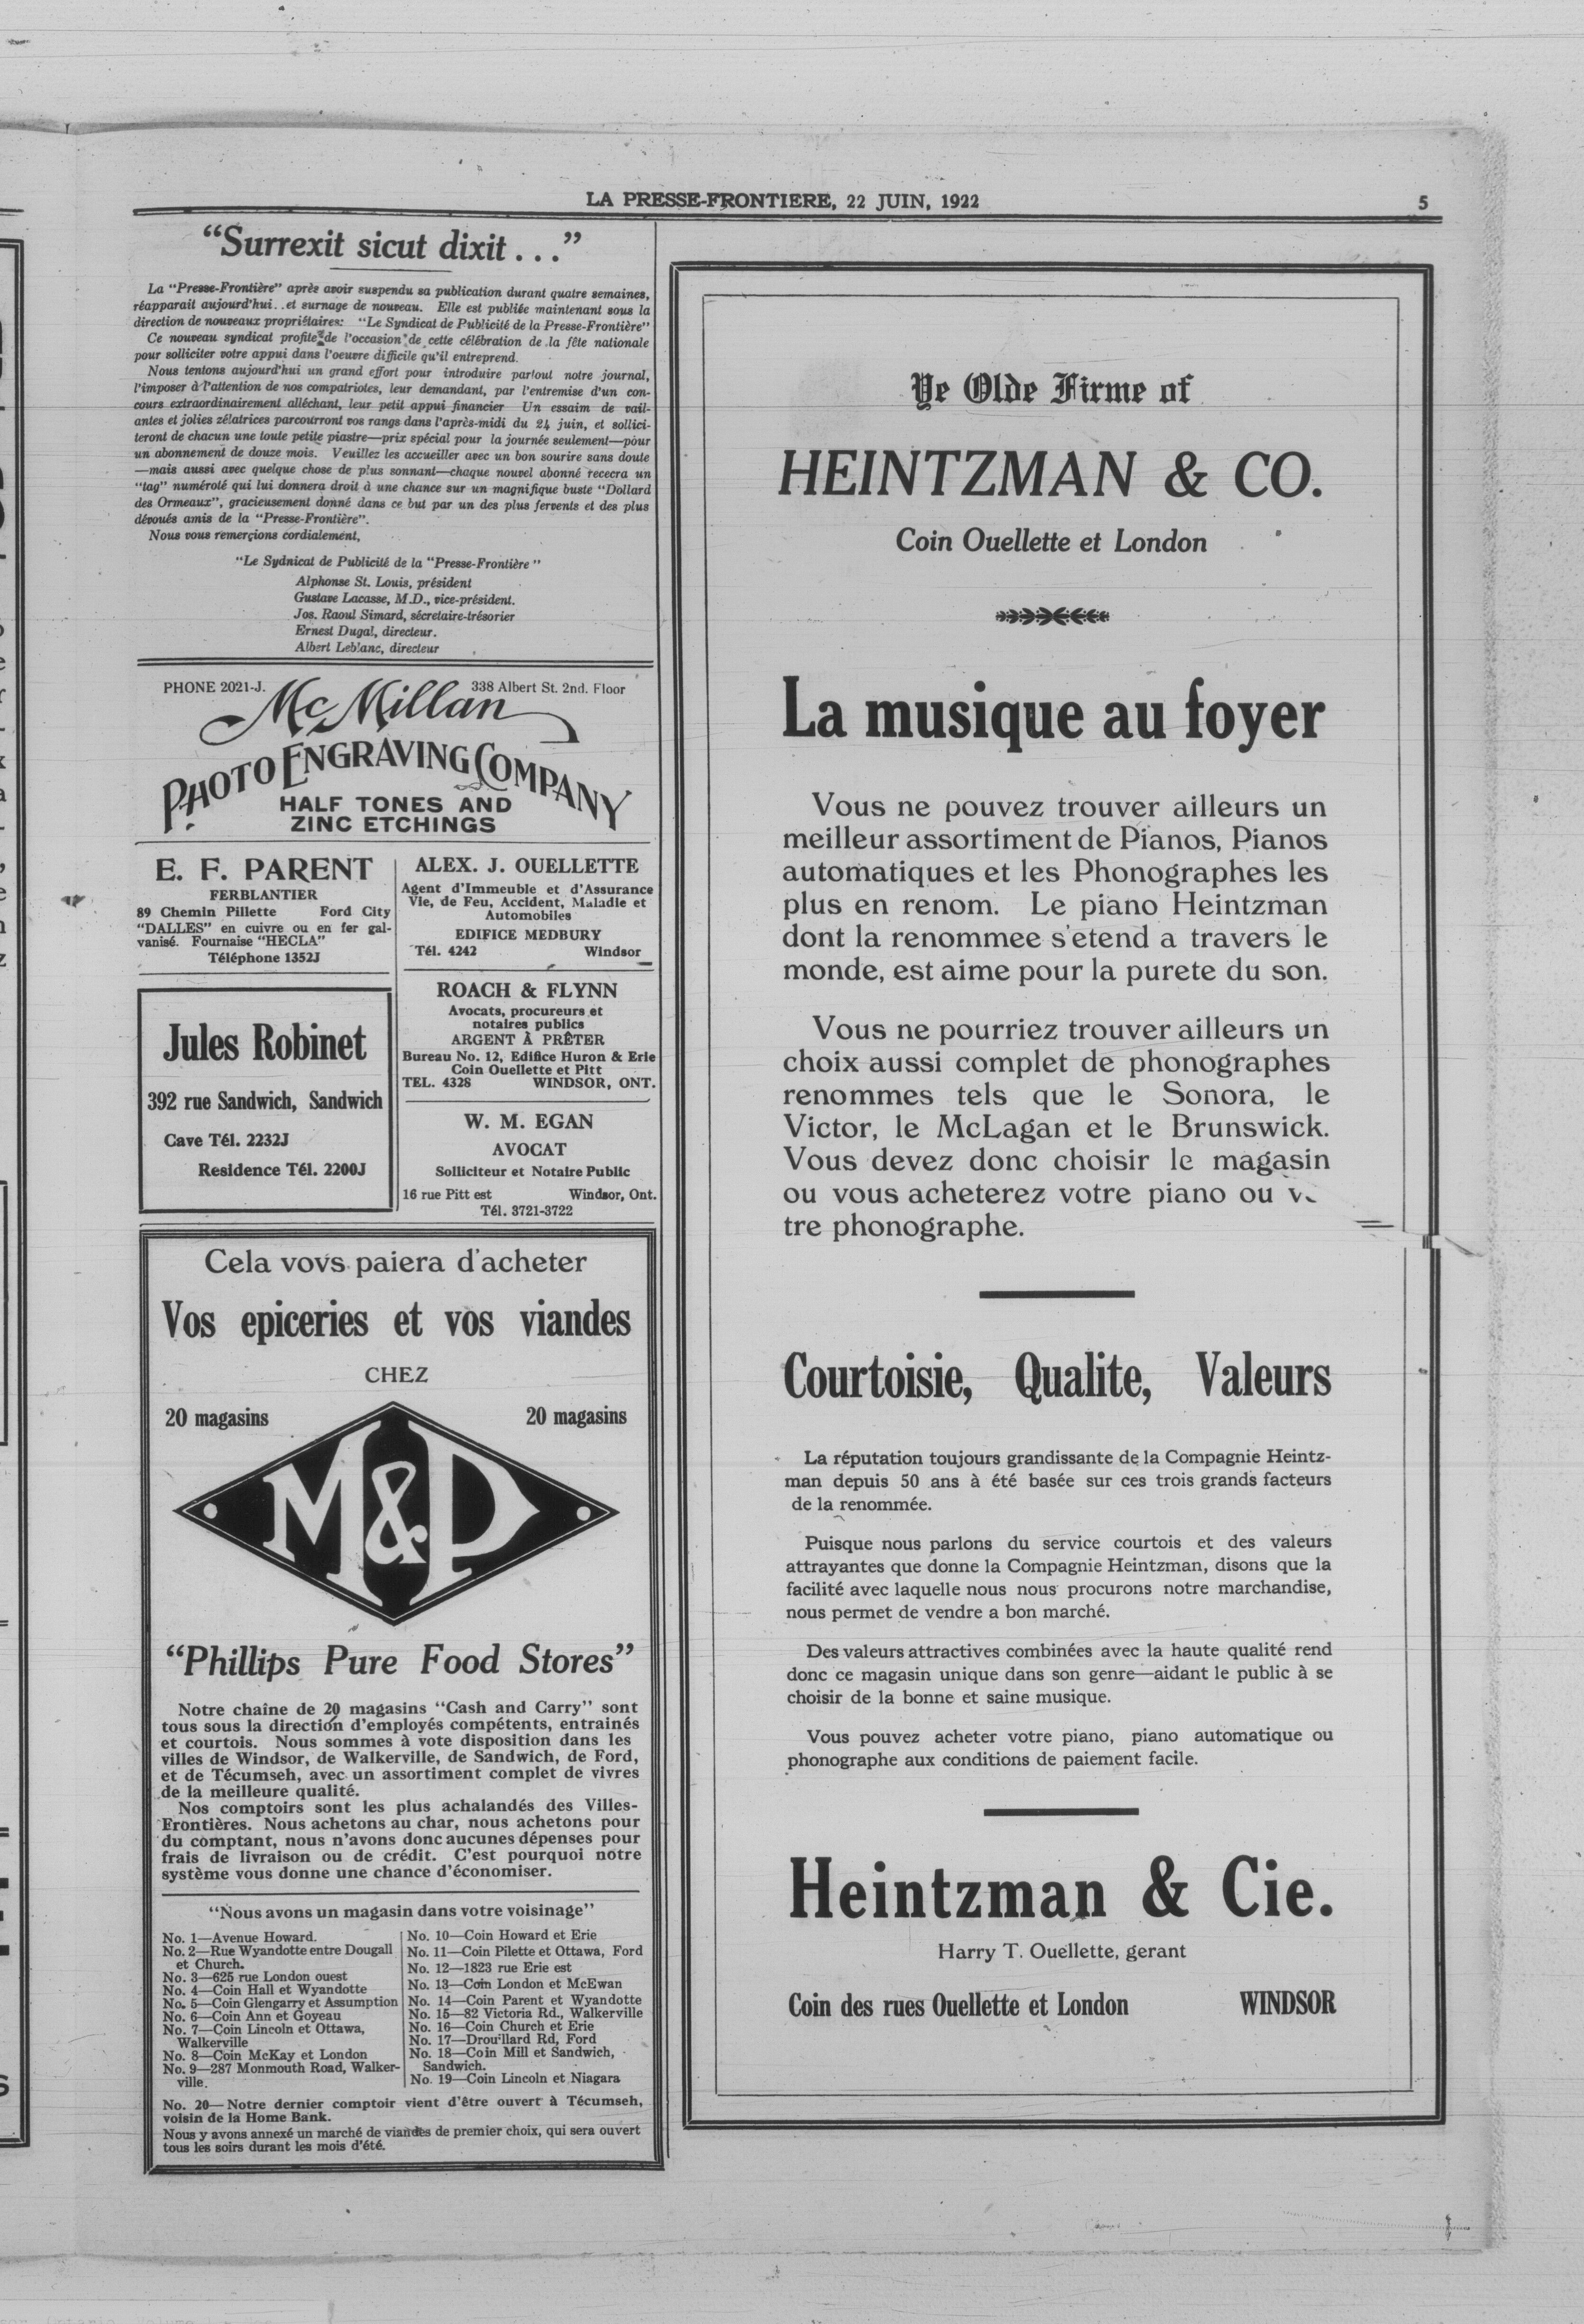 LA PRESSE-FRONTIERE, 22 JUIN, 1922
5
“Surrexit sicut dixit . . .”
La “Presse-Frontière” après avoir suspendu sa publication durant quatre semaines,
réapparait aujourd'hui. . et surnage de nouveau. Elle est publiée maintenant sous la
direction de nouveaux propriétaires: “Le Syndicat de Publicité de la Presse-Frontière”
Ce nouveau syndicat profite de l'occasion de cette célébration de la fête nationale
pour solliciter votre appui dans l'oeuvre difficile qu'il entreprend.
Nous tentons aujourd'hui un grand effort pour introduire partout notre journal,
l'imposer à l'attention de nos compatriotes, leur demandant, par l'entremise d'un con-
cours extraordinairement alléchant, leur petit appui financier Un essaim de vail-
antes et jolies zélatrices parcourront vos rangs dans l'après-midi du 24 juin, et sollici-
teront de chacun une toute petite piastre—prix spécial pour la journée seulement—pour
un abonnement de douze mois. Veuillez les accueiller avec un bon sourire sans doute
—mais aussi avec quelque chose de plus sonnant—chaque nouvel abonné rececra un
“tag” numéroté qui lui donnera droit à une chance sur un magnifique buste “Dollard
des Ormeaux”, gracieusement donné dans ce but par un des plus fervents et des plus
dévoués amis de la “Presse-Frontière”.
Nous vous remerçions cordialement,
“Le Sydnicat de Publicité de la “Presse-Frontière”
Alphonse St. Louis, président
Gustave Lacasse, M.D., vice-président.
Jos. Raoul Simard, sécretaire-trésorier
Ernest Dugal, directeur.
Albert Leblanc, directeur
PHONE 2021-J.
338 Albert St. 2nd. Floor
McMillan
PHOTO ENGRAVING COMPANY
HALF TONES AND
ZINC ETCHINGS
E. F. PARENT
FERBLANTIER
89 Chemin Pillette Ford City
“DALLES” en cuivre ou en fer gal-
vanisé. Fournaise “HECLA”
Téléphone 1352J
Jules Robinet
392 rue Sandwich, Sandwich
Cave Tél. 2232J
Residence Tél. 2200J
ALEX. J. OUELLETTE
Agent d'Immeuble et d'Assurance
Vie, de Feu, Accident, Maladie et
Automobiles
EDIFICE MEDBURY
Tél. 4242 Windsor
ROACH & FLYNN
Avocats, procureurs et
notaires publics
ARGENT À PRÊTER
Bureau No. 12, Edifice Huron & Erie
Coin Ouellette et Pitt
TEL. 4328 WINDSOR, ONT.
W. M. EGAN
AVOCAT
Solliciteur et Notaire Public
16 rue Pitt est Windsor, Ont.
Tél. 3721-3722
Cela vovs paiera d'acheter
Vos epiceries et vos viandes
CHEZ
20 magasins
20 magasins
M&P
“Phillips Pure Food Stores”
Notre chaîne de 20 magasins “Cash and Carry” sont
tous sous la direction d'employés compétents, entrainés
et courtois. Nous sommes à vote disposition dans les
villes de Windsor, de Walkerville, de Sandwich, de Ford,
et de Técumseh, avec un assortiment complet de vivres
de la meilleure qualité.
Nos comptoirs sont les plus achalandés des Villes-
Frontières. Nous achetons au char, nous achetons pour
du comptant, nous n'avons donc aucunes dépenses pour
frais de livraison ou de crédit. C'est pourquoi notre
système vous donne une chance d'économiser.
“Nous avons un magasin dans votre voisinage”
No. 1—Avenue Howard.
No. 2—Rue Wyandotte entre Dougall
et Church.
No. 3—625 rue London ouest
No. 4—Coin Hall et Wyandotte
No. 5—Coin Glengarry et Assumption
No. 6—Coin Ann et Goyeau
No. 7—Coin Lincoln et Ottawa,
Walkerville
No. 8—Coin McKay et London
No. 9—287 Monmouth Road, Walker-
ville.
No. 10—Coin Howard et Erie
No. 11—Coin Pilette et Ottawa, Ford
No. 12—1823 rue Erie est
No. 13—Coin London et McEwan
No. 14—Coin Parent et Wyandotte
No. 15—82 Victoria Rd., Walkerville
No. 16—Coin Church et Erie
No. 17—Drouillard Rd, Ford
No. 18—Coin Mill et Sandwich,
Sandwich.
No. 19—Coin Lincoln et Niagara
No. 20—Notre dernier comptoir vient d'être ouvert à Técumseh,
voisin de la Home Bank.
Nous y avons annexé un marché de viandes de premier choix, qui sera ouvert
tous les soirs durant les mois d'été.
Ye Olde Firme of
HEINTZMAN & CO.
Coin Ouellette et London
La musique au foyer
Vous ne pouvez trouver ailleurs un
meilleur assortiment de Pianos, Pianos
automatiques et les Phonographes les
plus en renom. Le piano Heintzman
dont la renommee s'etend a travers le
monde, est aime pour la purete du son.
Vous ne pourriez trouver ailleurs un
choix aussi complet de phonographes
renommes tels que le Sonora, le
Victor, le McLagan et le Brunswick.
Vous devez donc choisir le magasin
ou vous acheterez votre piano ou
tre phonographe.
Courtoisie, Qualite, Valeurs
La réputation toujours grandissante de la Compagnie Heintz-
man depuis 50 ans à été basée sur ces trois grands facteurs
de la renommée.
Puisque nous parlons du service courtois et des valeurs
attrayantes que donne la Compagnie Heintzman, disons que la
facilité avec laquelle nous nous procurons notre marchandise,
nous permet de vendre a bon marché.
Des valeurs attractives combinées avec la haute qualité rend
donc ce magasin unique dans son genre—aidant le public à se
choisir de la bonne et saine musique.
Vous pouvez acheter votre piano, piano automatique ou
phonographe aux conditions de paiement facile.
Heintzman & Cie.
Harry T. Ouellette, gerant
Coin des rues Ouellette et London WINDSOR